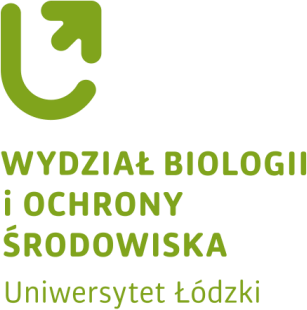 WYDZIAŁ BIOLOGII
i OCHRONY
ŚRODOWISKA
Uniwersytet Łódzki